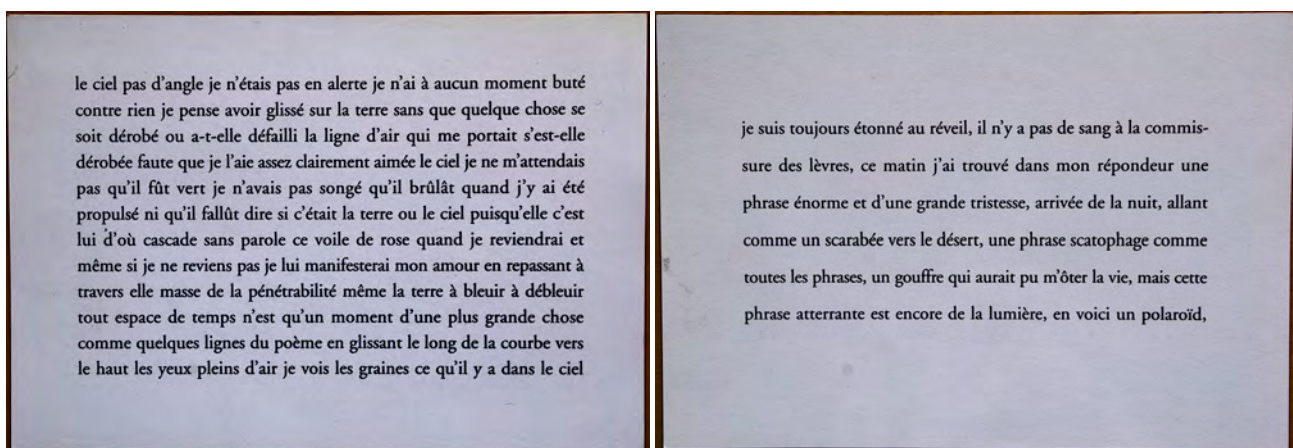 le ciel pas d'angle je n'étais pas en alerte je n'ai à aucun moment buté
contre rien je pense avoir glissé sur la terre sans que quelque chose se
soit dérobé ou a-t-elle défailli la ligne d'air qui me portait s'est-elle
dérobée faute que je l'aie assez clairement aimée le ciel je ne m'attendais
pas qu'il fût vert je n'avais pas songé qu'il brûlât quand j'y ai été
propulsé ni qu'il fallût dire si c'était la terre ou le ciel puisqu'elle c'est
lui d'où cascade sans parole ce voile de rose quand je reviendrai et
même si je ne reviens pas je lui manifesterai mon amour en repassant à
travers elle masse de la pénétrabilité même la terre à bleuir à débleuir
tout espace de temps n'est qu'un moment d'une plus grande chose
comme quelques lignes du poème en glissant le long de la courbe vers
le haut les yeux pleins d'air je vois les graines ce qu'il y a dans le ciel
je suis toujours étonné au réveil, il n'y a pas de sang à la commis-
sure des lèvres, ce matin j'ai trouvé dans mon répondeur une
phrase énorme et d'une grande tristesse, arrivée de la nuit, allant
comme un scarabée vers le désert, une phrase scatophage comme
toutes les phrases, un gouffre qui aurait pu m'ôter la vie, mais cette
phrase atterrante est encore de la lumière, en voici un polaroïd,